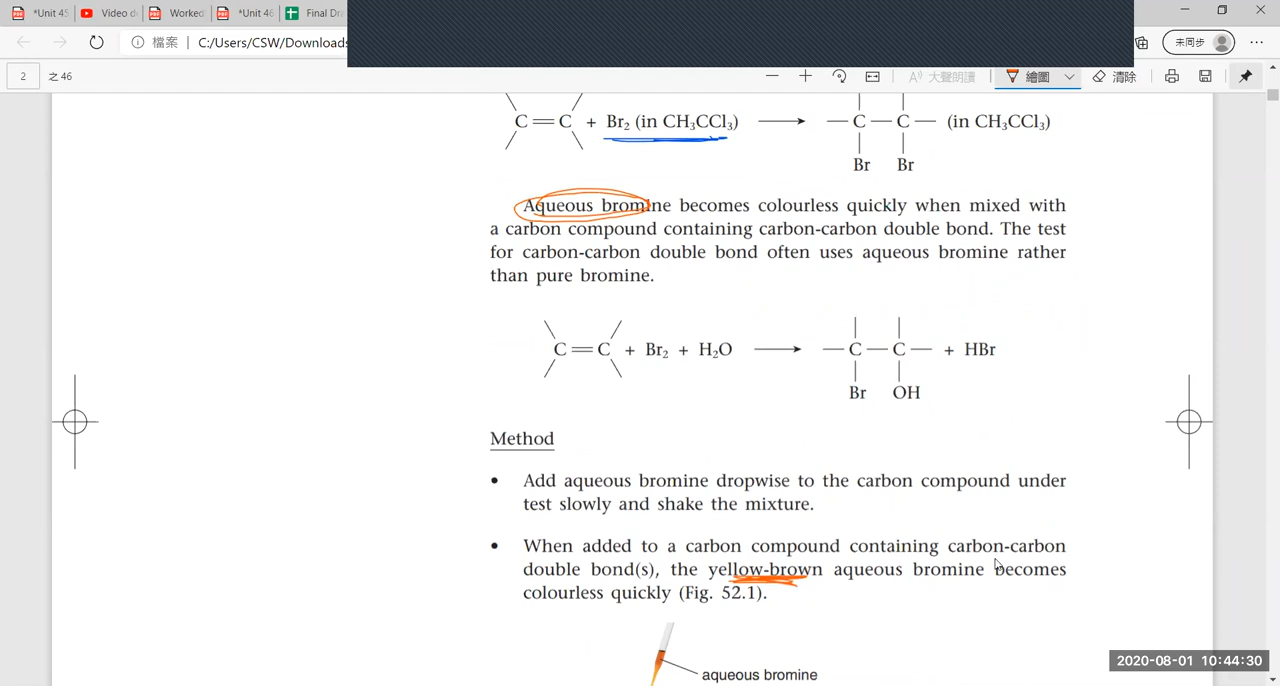 *Unit 45
Video d
Worked
*Unit 46
Final Dra
檔案 | C:/Users/CSW/Downloads
未同步
2 之 46
A 大聲朗讀
繪圖
清除
C=C + Br₂ (in CH₃CCl₃) ⟶ —C—C— (in CH₃CCl₃)
Br Br
Aqueous bromine becomes colourless quickly when mixed with
a carbon compound containing carbon-carbon double bond. The test
for carbon-carbon double bond often uses aqueous bromine rather
than pure bromine.
C=C + Br₂ + H₂O ⟶ —C—C— + HBr
Br OH
Method
• Add aqueous bromine dropwise to the carbon compound under
test slowly and shake the mixture.
• When added to a carbon compound containing carbon-carbon
double bond(s), the yellow-brown aqueous bromine becomes
colourless quickly (Fig. 52.1).
aqueous bromine
2020-08-01 10:44:30